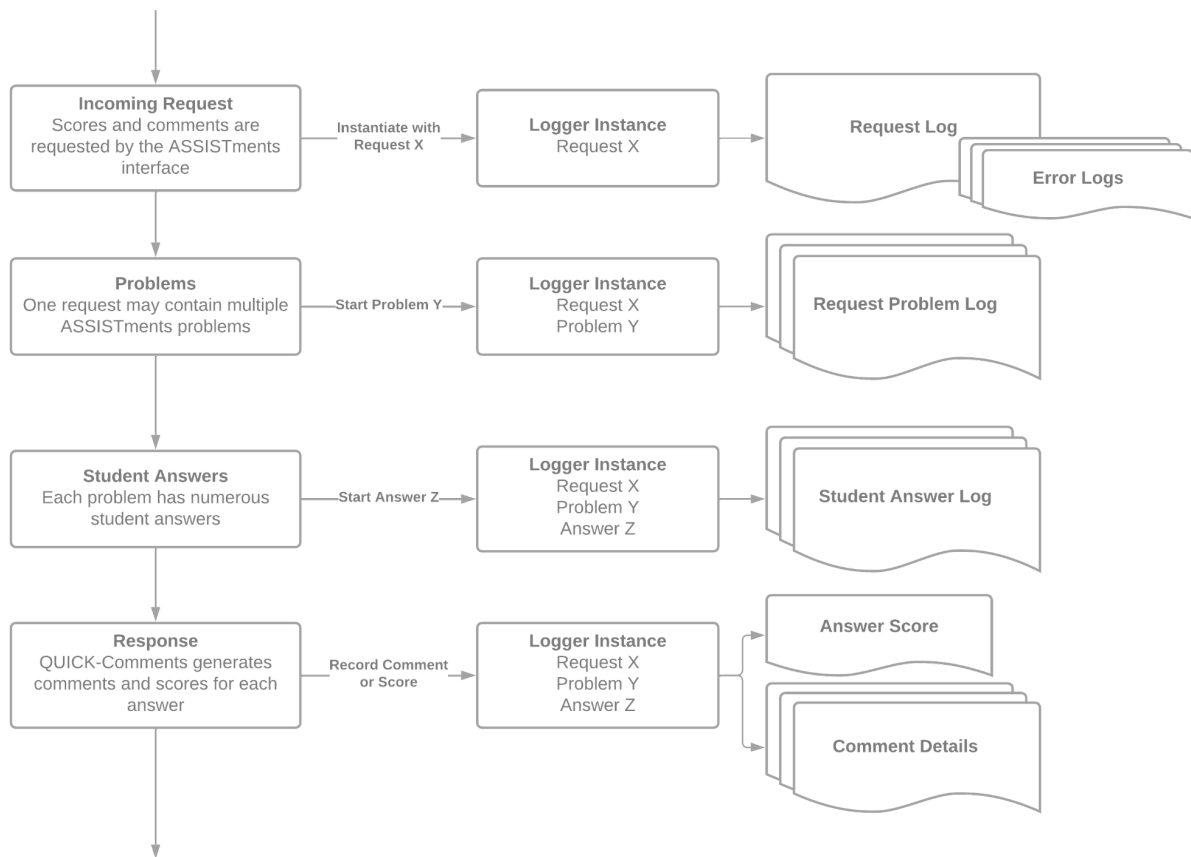 Incoming Request
Scores and comments are
requested by the ASSISTments
interface
Instantiate with
Request X
Logger Instance
Request X
Request Log
Error Logs
Problems
One request may contain multiple
ASSISTments problems
Start Problem Y
Logger Instance
Request X
Problem Y
Request Problem Log
Student Answers
Each problem has numerous
student answers
Start Answer Z
Logger Instance
Request X
Problem Y
Answer Z
Student Answer Log
Response
QUICK-Comments generates
comments and scores for each
answer
Record Comment
or Score
Logger Instance
Request X
Problem Y
Answer Z
Answer Score
Comment Details